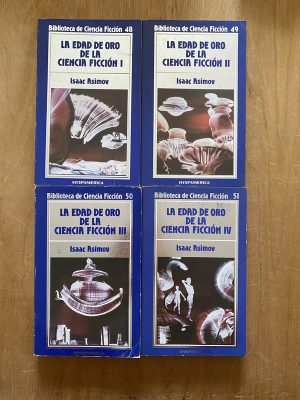 Biblioteca de Ciencia Ficción 48
LA EDAD DE ORO
DE LA
CIENCIA FICCIÓN I
Isaac Asimov
HYSPAMERICA
Biblioteca de Ciencia Ficción 49
LA EDAD DE ORO
DE LA
CIENCIA FICCIÓN II
Isaac Asimov
HYSPAMERICA
Biblioteca de Ciencia Ficción 50
LA EDAD DE ORO
DE LA
CIENCIA FICCIÓN III
Isaac Asimov
Biblioteca de Ciencia Ficción 51
LA EDAD DE ORO
DE LA
CIENCIA FICCIÓN IV
Isaac Asimov
HYSPAMERICA